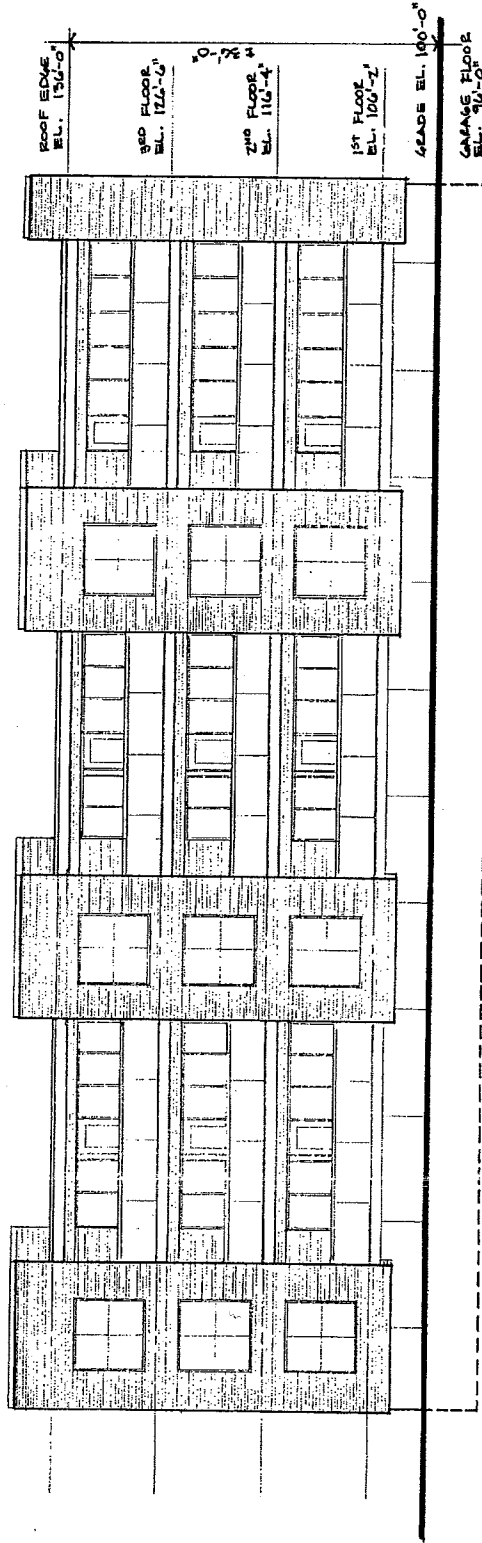 ROOF EDGE
EL. 136'-0"
3RD FLOOR
EL. 126'-6"
2ND FLOOR
EL. 116'-4"
1ST FLOOR
EL. 106'-2"
GRADE EL. 100'-0"
GARAGE FLOOR
EL. 96'-0"